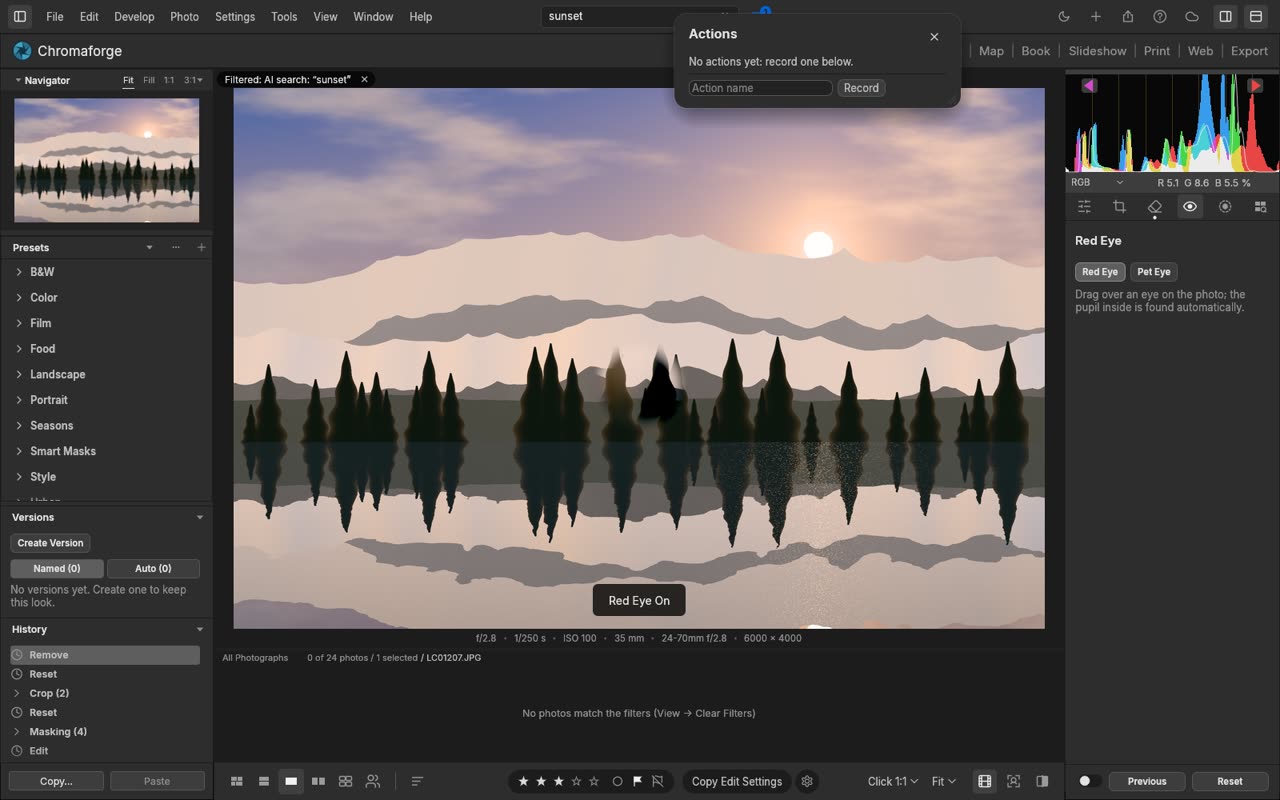 File Edit Develop Photo Settings Tools View Window Help
sunset
Chromaforge
Map Book Slideshow Print Web Export
Actions
No actions yet: record one below.
Action name Record
Navigator Fit Fill 1:1 3:1
Filtered: AI search: “sunset”
Presets
B&W
Color
Film
Food
Landscape
Portrait
Seasons
Smart Masks
Style
Versions
Create Version
Named (0) Auto (0)
No versions yet. Create one to keep
this look.
History
Remove
Reset
Crop (2)
Reset
Masking (4)
Edit
Copy... Paste
Red Eye On
f/2.8 · 1/250 s · ISO 100 · 35 mm · 24-70mm f/2.8 · 6000 × 4000
All Photographs 0 of 24 photos / 1 selected / LC01207.JPG
No photos match the filters (View → Clear Filters)
Copy Edit Settings Click 1:1 Fit
RGB R 5.1 G 8.6 B 5.5 %
Red Eye
Red Eye Pet Eye
Drag over an eye on the photo; the
pupil inside is found automatically.
Previous Reset